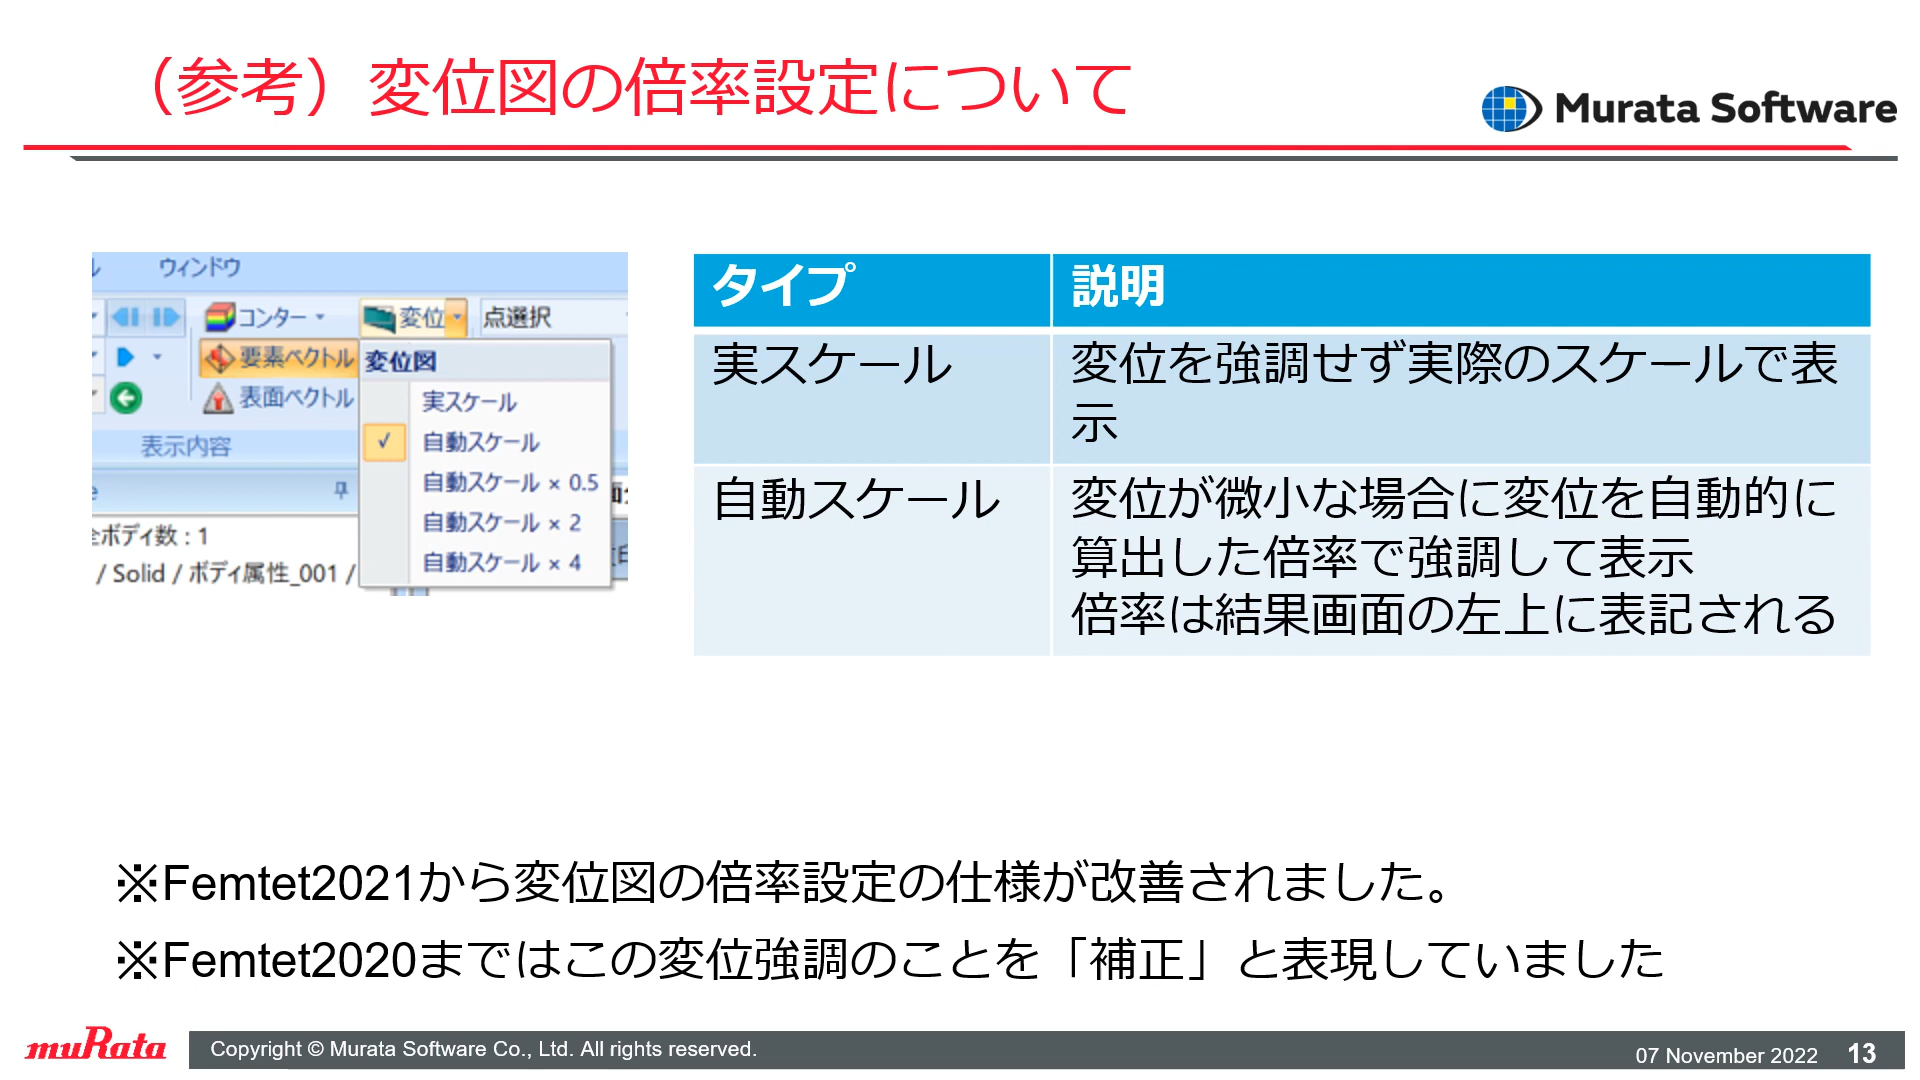 （参考）変位図の倍率設定について
Murata Software
ウィンドウ
コンター
変位
点選択
要素ベクトル
変位図
表面ベクトル
実スケール
自動スケール
表示内容
自動スケール × 0.5
自動スケール × 2
ボディ数 : 1
自動スケール × 4
/ Solid / ボディ属性_001 /
タイプ
説明
実スケール
変位を強調せず実際のスケールで表
示
自動スケール
変位が微小な場合に変位を自動的に
算出した倍率で強調して表示
倍率は結果画面の左上に表記される
※Femtet2021から変位図の倍率設定の仕様が改善されました。
※Femtet2020まではこの変位強調のことを「補正」と表現していました
muRata
Copyright © Murata Software Co., Ltd. All rights reserved.
07 November 2022
13